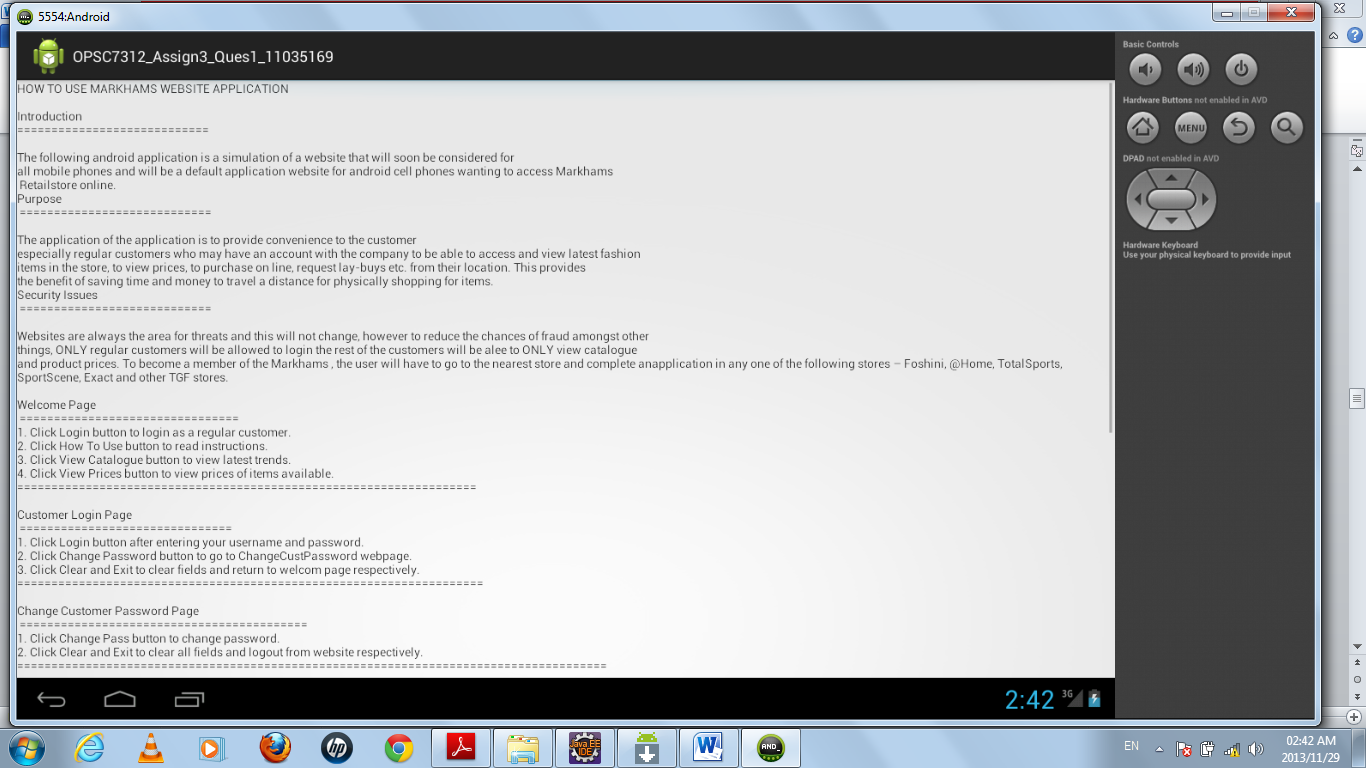 5554:Android
OPSC7312_Assign3_Ques1_11035169
HOW TO USE MARKHAMS WEBSITE APPLICATION
Introduction
============================
The following android application is a simulation of a website that will soon be considered for
all mobile phones and will be a default application website for android cell phones wanting to access Markhams
Retailstore online.
Purpose
============================
The application of the application is to provide convenience to the customer
especially regular customers who may have an account with the company to be able to access and view latest fashion
items in the store, to view prices, to purchase on line, request lay-buys etc. from their location. This provides
the benefit of saving time and money to travel a distance for physically shopping for items.
Security Issues
============================
Websites are always the area for threats and this will not change, however to reduce the chances of fraud amongst other
things, ONLY regular customers will be allowed to login the rest of the customers will be alee to ONLY view catalogue
and product prices. To become a member of the Markhams , the user will have to go to the nearest store and complete anapplication in any one of the following stores – Foshini, @Home, TotalSports,
SportScene, Exact and other TGF stores.
Welcome Page
================================
1. Click Login button to login as a regular customer.
2. Click How To Use button to read instructions.
3. Click View Catalogue button to view latest trends.
4. Click View Prices button to view prices of items available.
===================================================================
Customer Login Page
===============================
1. Click Login button after entering your username and password.
2. Click Change Password button to go to ChangeCustPassword webpage.
3. Click Clear and Exit to clear fields and return to welcom page respectively.
====================================================================
Change Customer Password Page
==========================================
1. Click Change Pass button to change password.
2. Click Clear and Exit to clear all fields and logout from website respectively.
======================================================================================
2:42 3G
Basic Controls
Hardware Buttons not enabled in AVD
MENU
DPAD not enabled in AVD
Hardware Keyboard
Use your physical keyboard to provide input
hp
Java EE
IDE
W
AND_
EN
02:42 AM
2013/11/29